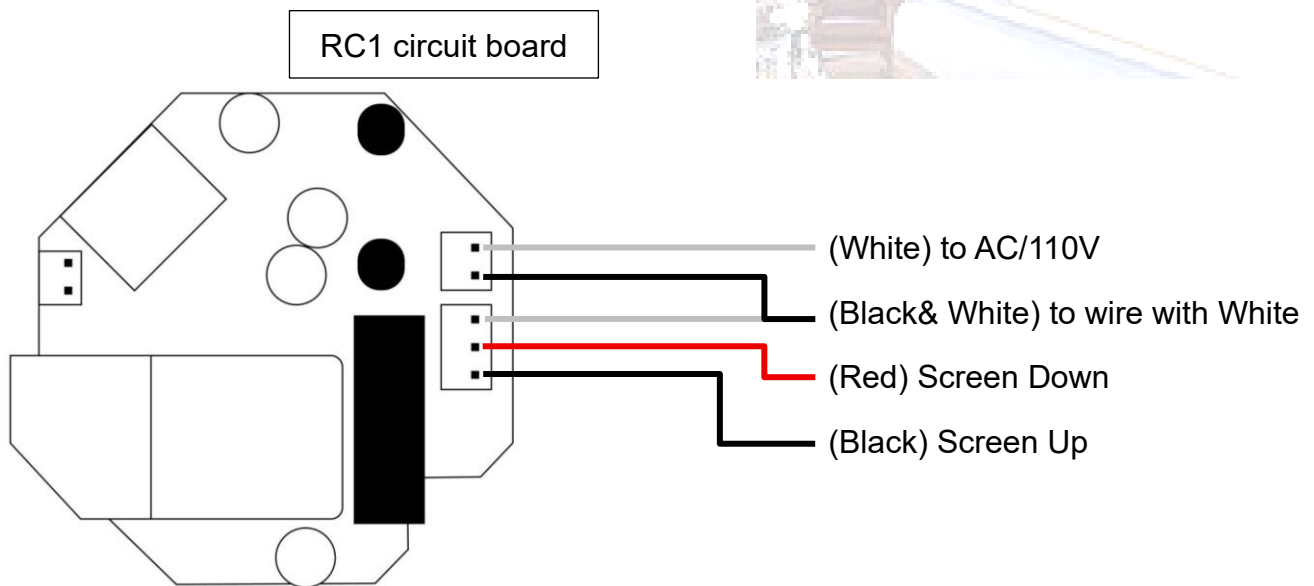 RC1 circuit board
(White) to AC/110V
(Black& White) to wire with White
(Red) Screen Down
(Black) Screen Up